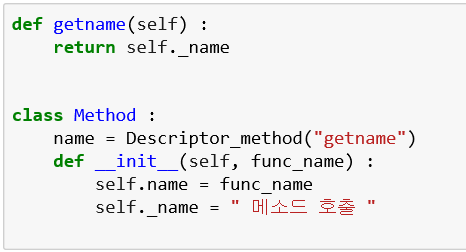 def getname(self) :
    return self._name
class Method :
    name = Descriptor_method("getname")
    def __init__(self, func_name) :
        self.name = func_name
        self._name = " 메소드 호출 "